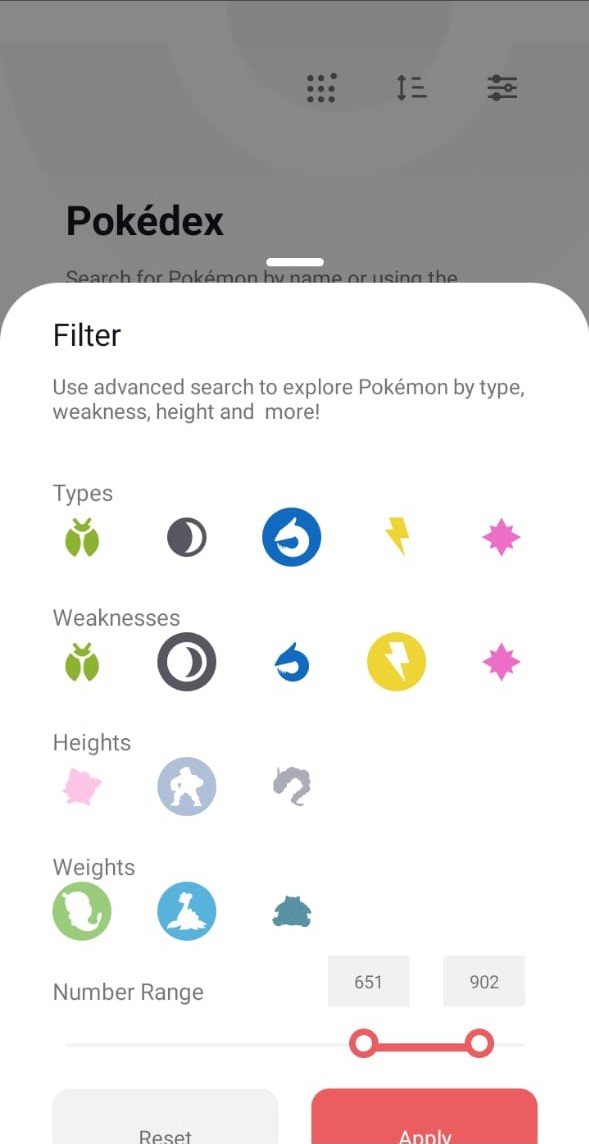 Pokédex
Search for Pokémon by name or using the
Filter
Use advanced search to explore Pokémon by type,
weakness, height and  more!
Types
Weaknesses
Heights
Weights
Number Range
651
902
Reset
Apply